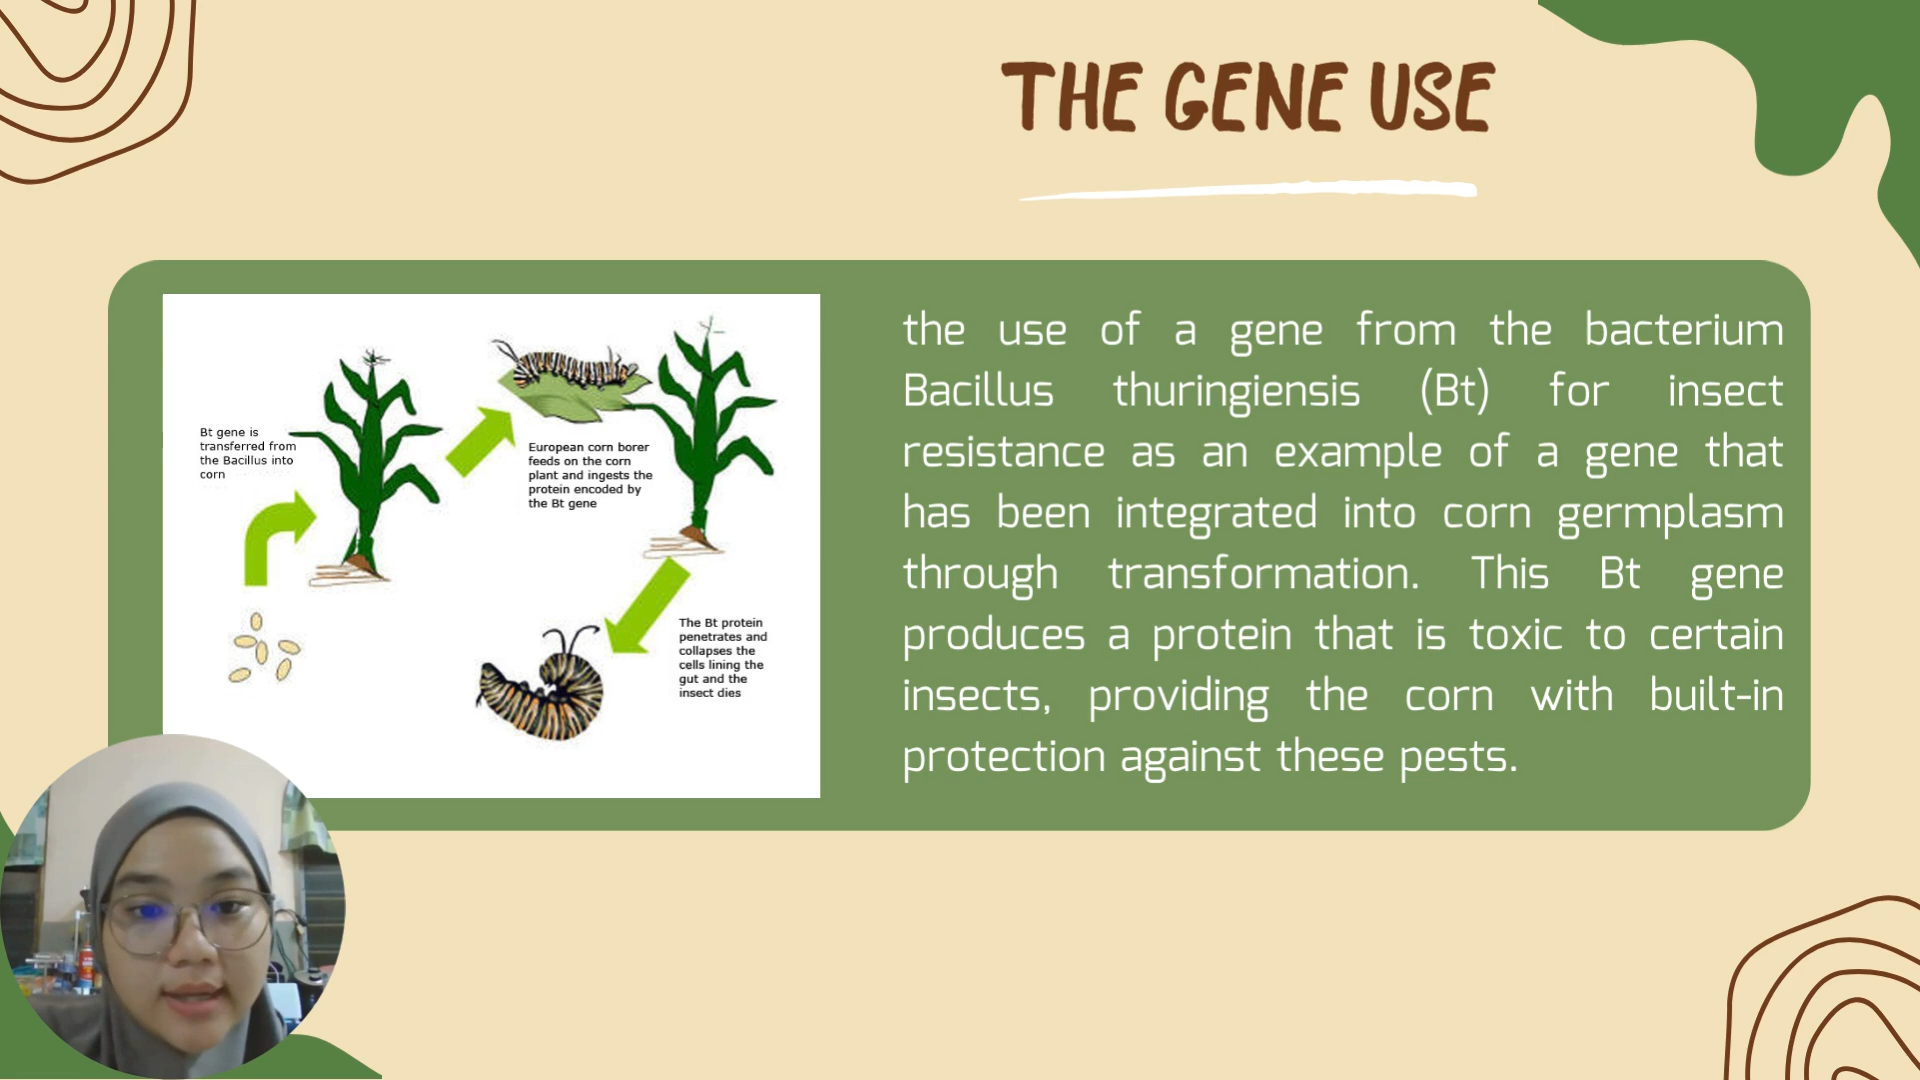 THE GENE USE
Bt gene is
transferred from
the Bacillus into
corn
European corn borer
feeds on the corn
plant and ingests the
protein encoded by
the Bt gene
The Bt protein
penetrates and
collapses the
cells lining the
gut and the
insect dies
the use of a gene from the bacterium
Bacillus thuringiensis (Bt) for insect
resistance as an example of a gene that
has been integrated into corn germplasm
through transformation. This Bt gene
produces a protein that is toxic to certain
insects, providing the corn with built-in
protection against these pests.